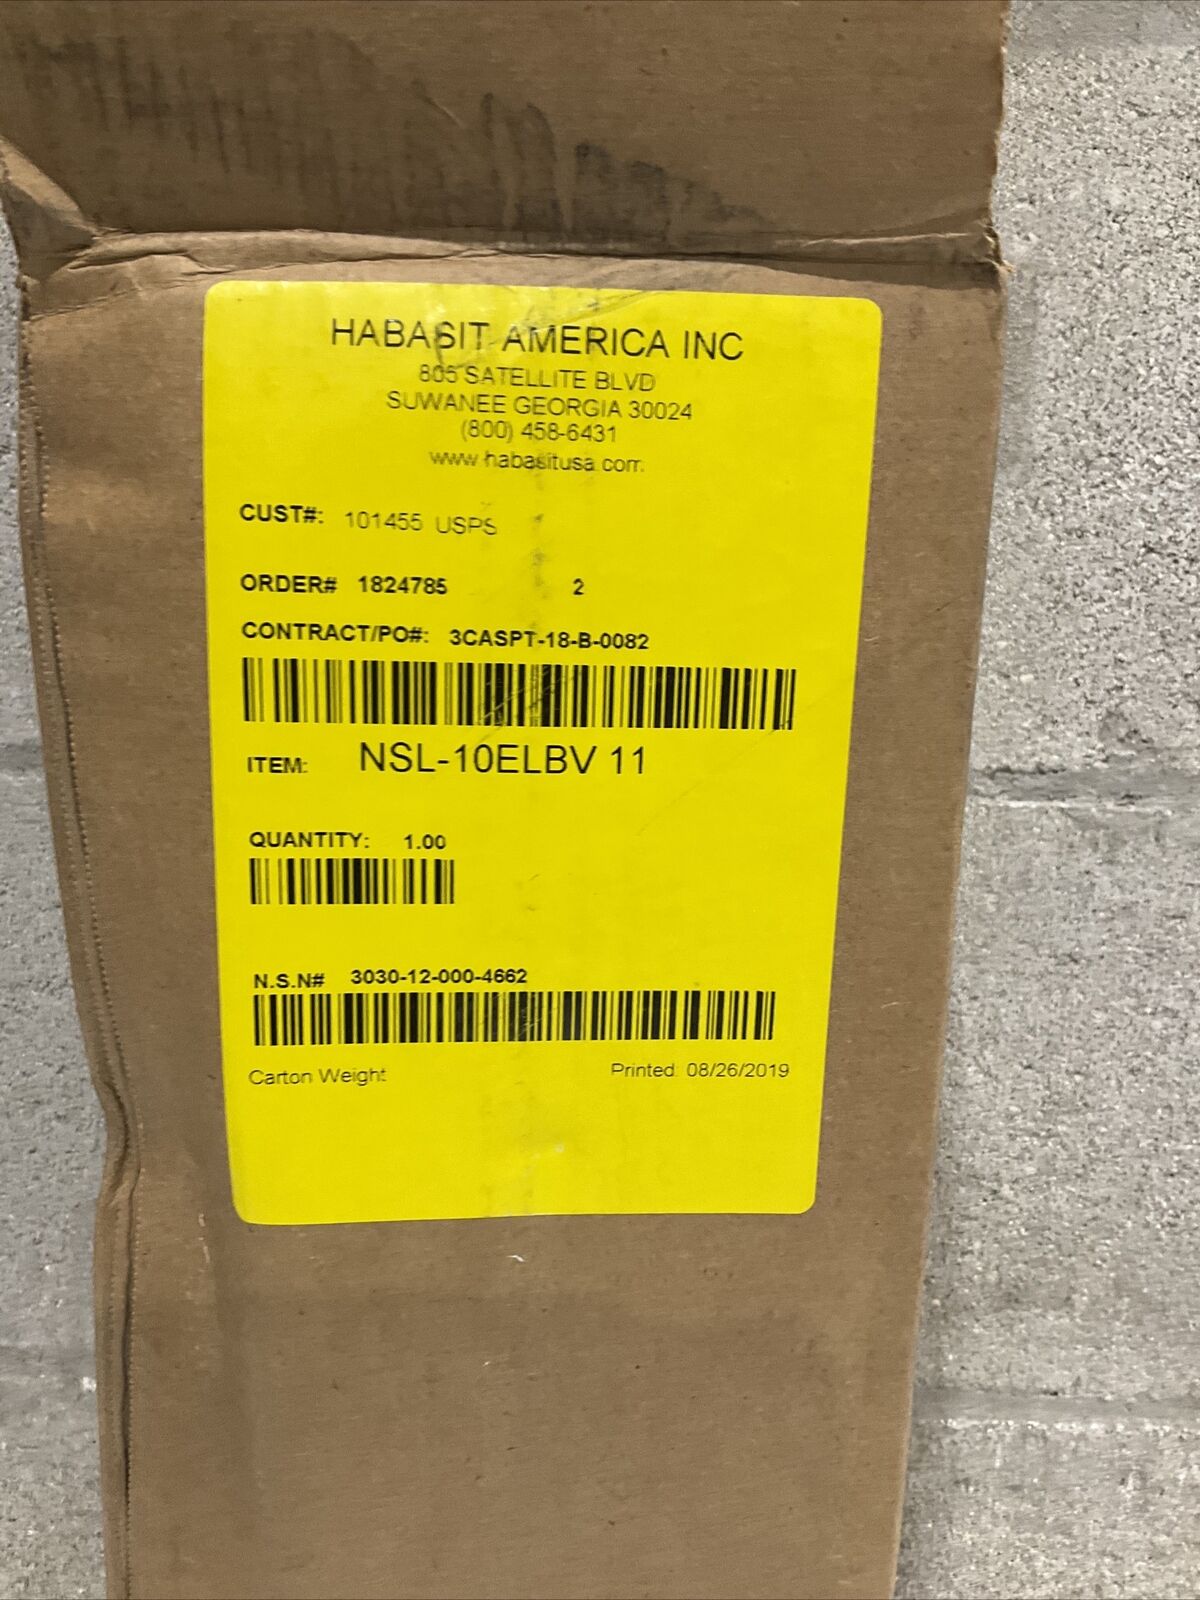 HABASIT AMERICA INC
805 SATELLITE BLVD
SUWANEE GEORGIA 30024
(800) 458-6431
www.habasitusa.com
CUST#: 101455 USPS
ORDER# 1824785 2
CONTRACT/PO#: 3CASPT-18-B-0082
ITEM: NSL-10ELBV 11
QUANTITY: 1.00
N.S.N# 3030-12-000-4662
Carton Weight Printed: 08/26/2019